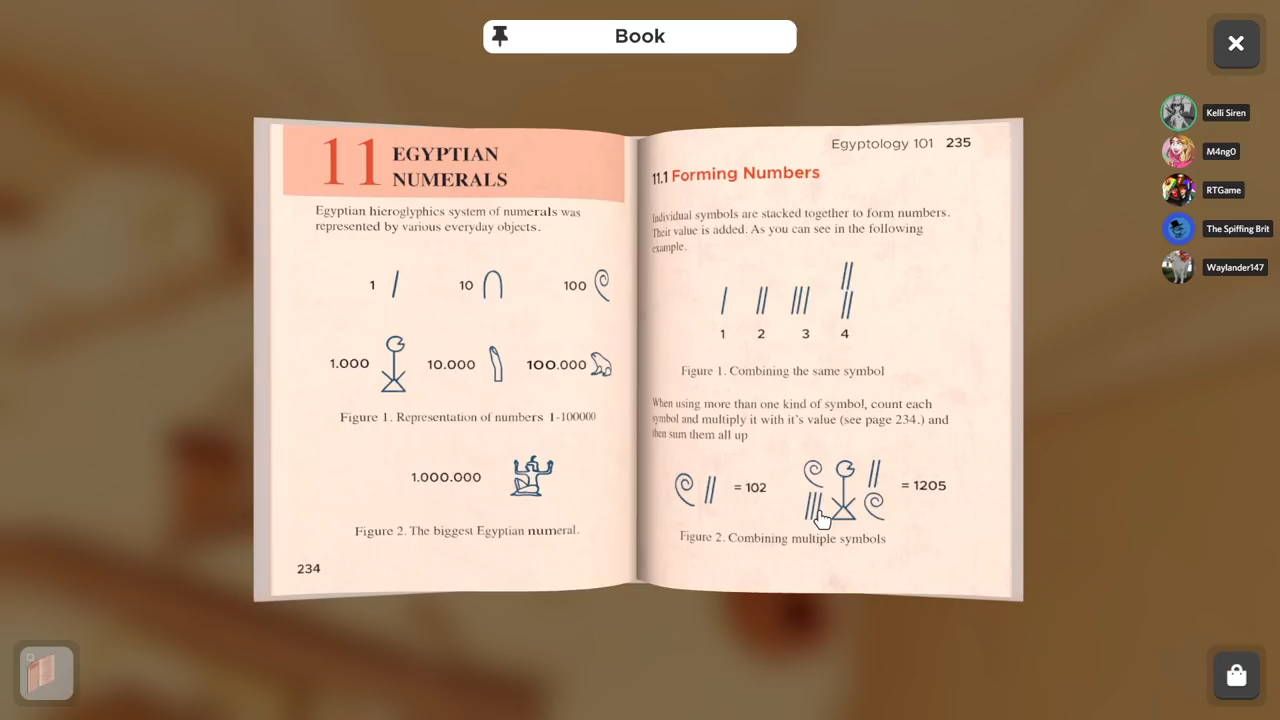 Book
Kelli Siren
M4ng0
RTGame
The Spiffing Brit
Waylander147
11 EGYPTIAN
NUMERALS
Egyptian hieroglyphics system of numerals was
represented by various everyday objects.
1 10 100
1.000 10.000 100.000
Figure 1. Representation of numbers 1-100000
1.000.000
Figure 2. The biggest Egyptian numeral.
234
Egyptology 101 235
11.1 Forming Numbers
Individual symbols are stacked together to form numbers.
Their value is added. As you can see in the following
example.
1 2 3 4
Figure 1. Combining the same symbol
When using more than one kind of symbol, count each
symbol and multiply it with it's value (see page 234.) and
then sum them all up
= 102 = 1205
Figure 2. Combining multiple symbols